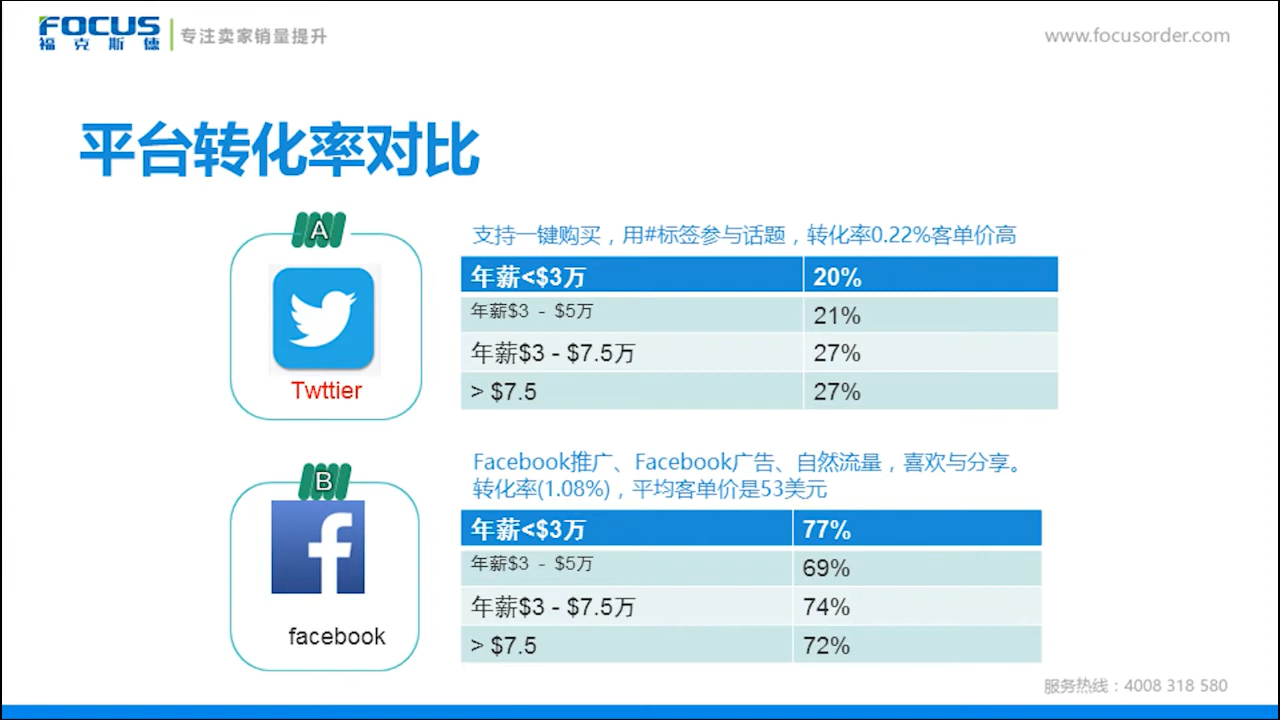 FOCUS
福克斯德
专注卖家销量提升
www.focusorder.com
平台转化率对比
A
Twttier
支持一键购买，用#标签参与话题，转化率0.22%客单价高
年薪<$3万 20%
年薪$3 - $5万 21%
年薪$3 - $7.5万 27%
> $7.5 27%
B
facebook
Facebook推广、Facebook广告、自然流量，喜欢与分享。
转化率(1.08%)，平均客单价是53美元
年薪<$3万 77%
年薪$3 - $5万 69%
年薪$3 - $7.5万 74%
> $7.5 72%
服务热线：4008 318 580